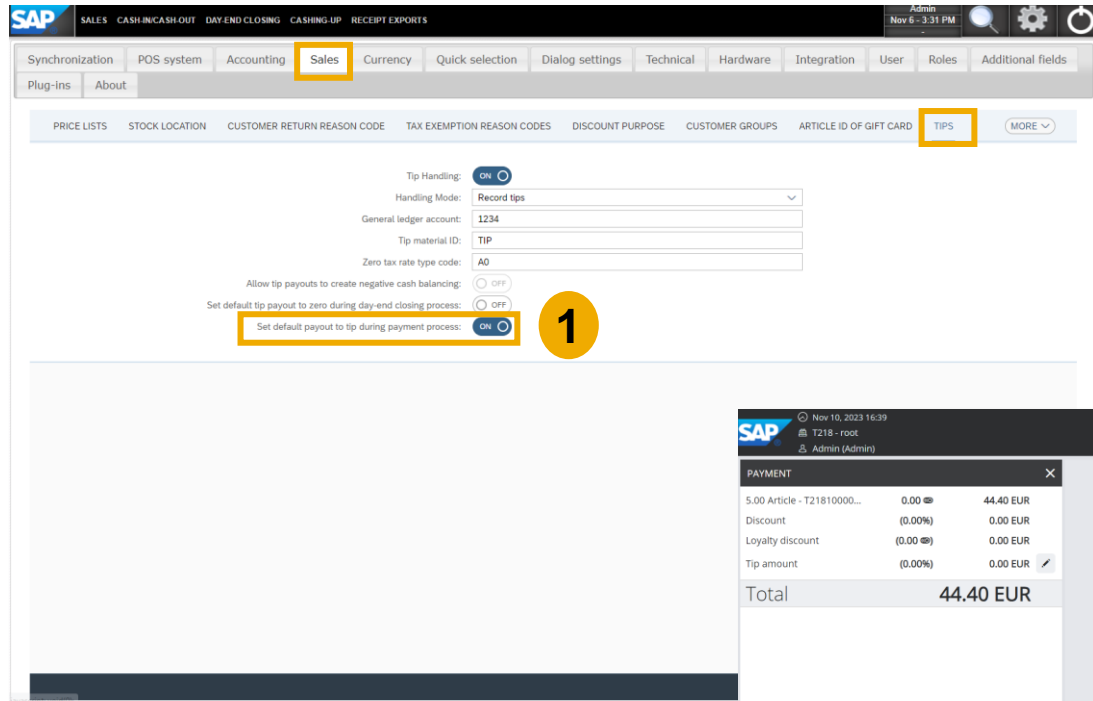 SAP SALES CASH-IN/CASH-OUT DAY-END CLOSING CASHING-UP RECEIPT EXPORTS
Admin
Nov 6 - 3:31 PM
-
Synchronization POS system Accounting Sales Currency Quick selection Dialog settings Technical Hardware Integration User Roles Additional fields
Plug-ins About
PRICE LISTS STOCK LOCATION CUSTOMER RETURN REASON CODE TAX EXEMPTION REASON CODES DISCOUNT PURPOSE CUSTOMER GROUPS ARTICLE ID OF GIFT CARD TIPS MORE
Tip Handling: ON
Handling Mode: Record tips
General ledger account: 1234
Tip material ID: TIP
Zero tax rate type code: A0
Allow tip payouts to create negative cash balancing: OFF
Set default tip payout to zero during day-end closing process: OFF
Set default payout to tip during payment process: ON
1
SAP
Nov 10, 2023 16:39
T218 - root
Admin (Admin)
PAYMENT
5.00 Article - T21810000... 0.00 44.40 EUR
Discount (0.00%) 0.00 EUR
Loyalty discount (0.00) 0.00 EUR
Tip amount (0.00%) 0.00 EUR
Total 44.40 EUR